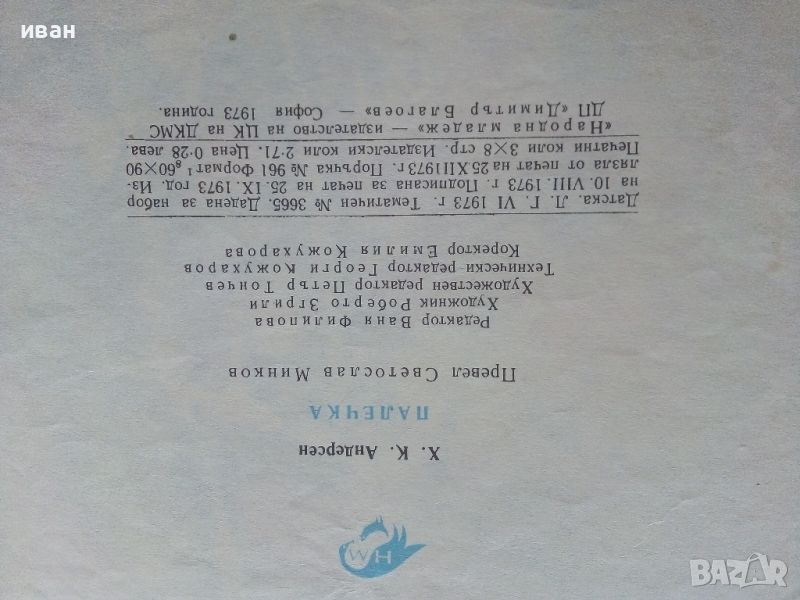 иван
НМ
Х. К. Андерсен
ПАЛЕЧКА
Превел Светослав Минков
Редактор Ваня Филипова
Художник Роберто Згрили
Художествен редактор Петър Тончев
Технически редактор Георги Кожухаров
Коректор Емилия Кожухарова
Датска. Л. Г. VI 1973 г. Тематичен № 3665. Дадена за набор
на 10. VIII. 1973 г. Подписана за печат на 25. IX. 1973 год. Из-
лязла от печат на 25 XII 1973 г. Поръчка № 961 Формат 1/8 60×90
Печатни коли 3×8 стр. Издателски коли 2·71. Цена 0·28 лева.
«Народна младеж» — издателство на ЦК на ДКМС
ДП «Димитър Благоев» — София 1973 година.
BAZAR
.bg